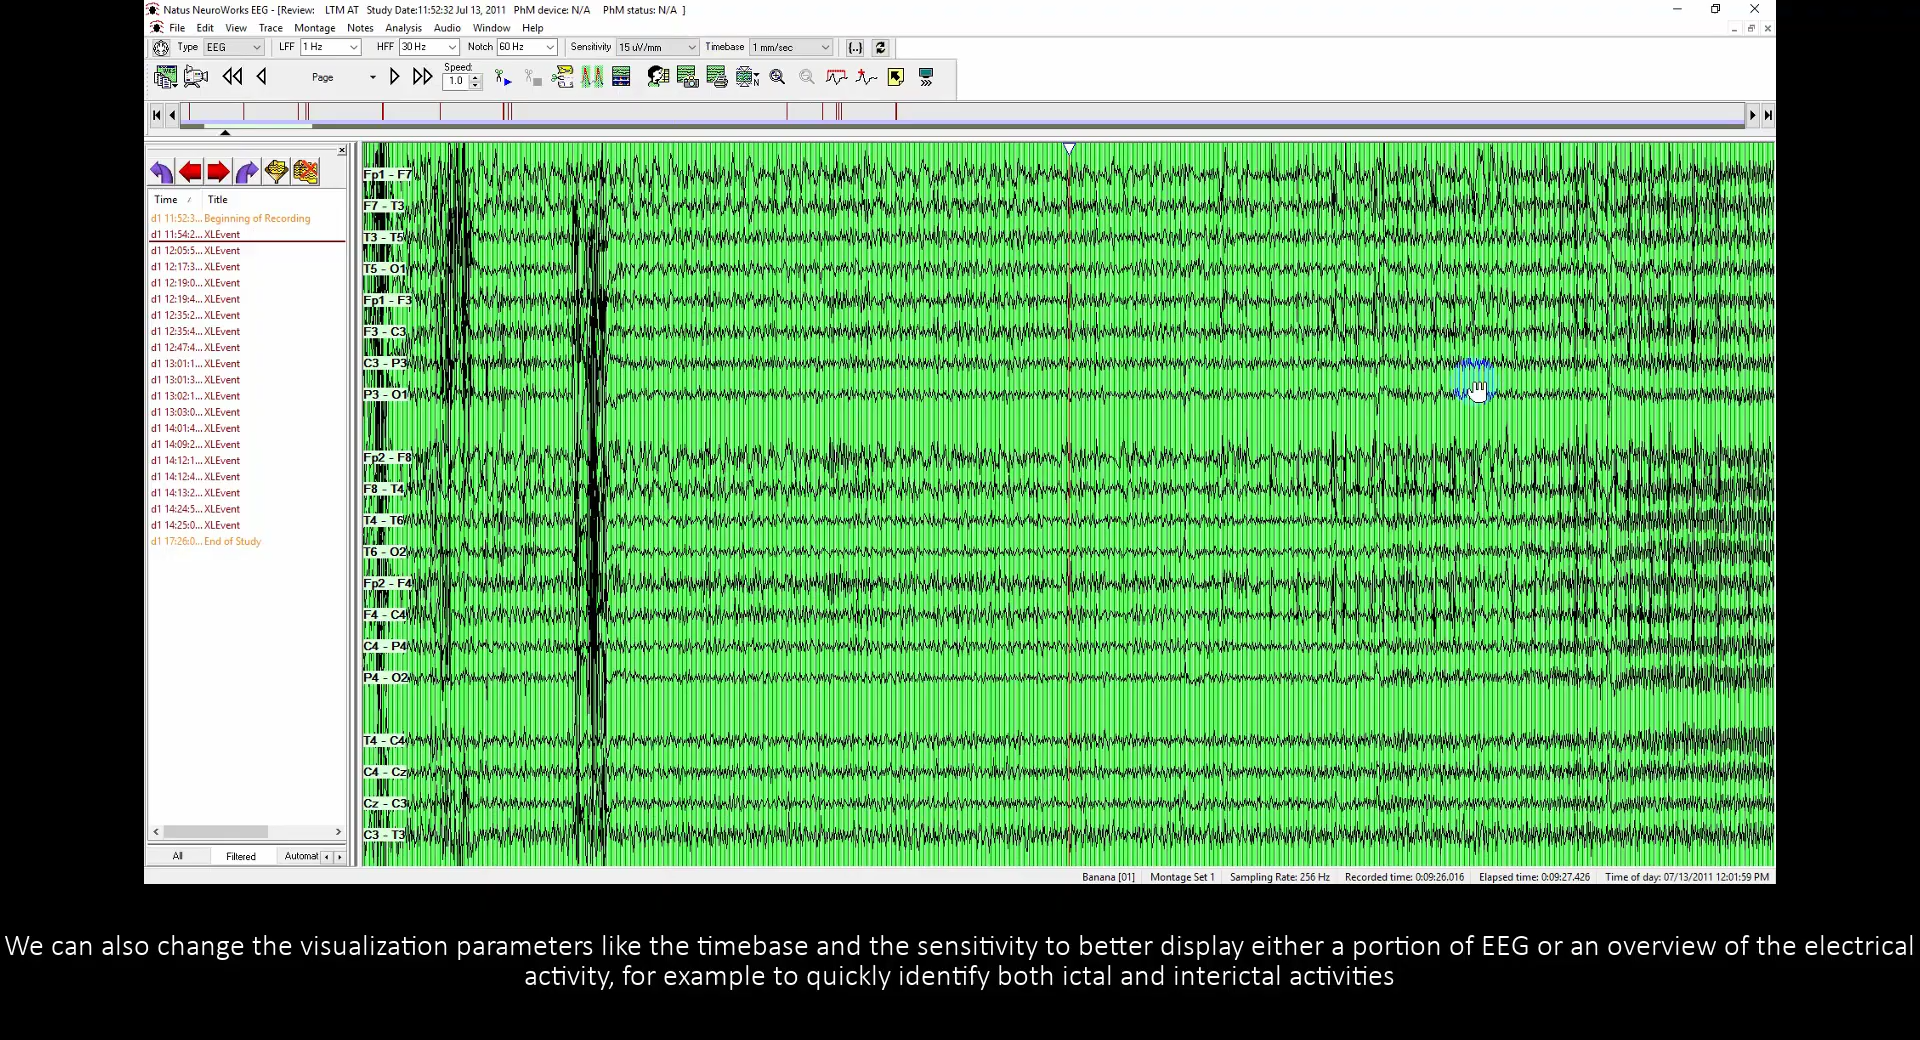 Natus NeuroWorks EEG - [Review: LTM AT Study Date:11:52:32 Jul 13, 2011 PhM device: N/A PhM status: N/A ]
File Edit View Trace Montage Notes Analysis Audio Window Help
Type EEG LFF 1 Hz HFF 30 Hz Notch 60 Hz Sensitivity 15 uV/mm Timebase 1 mm/sec
Page Speed: 1.0
Time Title
d1 11:52:3... Beginning of Recording
d1 11:54:2... XLEvent
d1 12:05:5... XLEvent
d1 12:17:3... XLEvent
d1 12:19:0... XLEvent
d1 12:19:4... XLEvent
d1 12:35:2... XLEvent
d1 12:35:4... XLEvent
d1 12:47:4... XLEvent
d1 13:01:1... XLEvent
d1 13:01:3... XLEvent
d1 13:02:1... XLEvent
d1 13:03:0... XLEvent
d1 14:01:4... XLEvent
d1 14:09:2... XLEvent
d1 14:12:1... XLEvent
d1 14:12:4... XLEvent
d1 14:13:2... XLEvent
d1 14:24:5... XLEvent
d1 14:25:0... XLEvent
d1 17:26:0... End of Study
All Filtered Automat
Fp1 - F7
F7 - T3
T3 - T5
T5 - O1
Fp1 - F3
F3 - C3
C3 - P3
P3 - O1
Fp2 - F8
F8 - T4
T4 - T6
T6 - O2
Fp2 - F4
F4 - C4
C4 - P4
P4 - O2
T4 - C4
C4 - Cz
Cz - C3
C3 - T3
Banana [01] Montage Set 1 Sampling Rate: 256 Hz Recorded time: 0:09:26.016 Elapsed time: 0:09:27.426 Time of day: 07/13/2011 12:01:59 PM
We can also change the visualization parameters like the timebase and the sensitivity to better display either a portion of EEG or an overview of the electrical
activity, for example to quickly identify both ictal and interictal activities